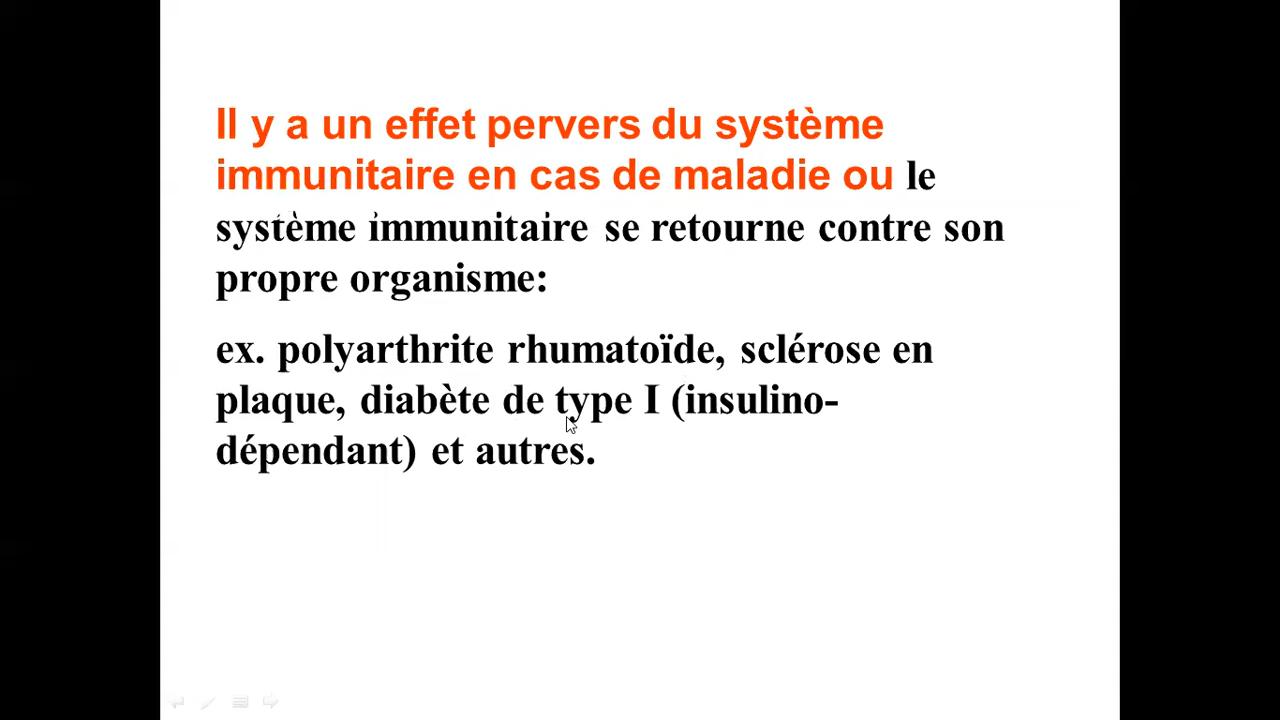 Il y a un effet pervers du système
immunitaire en cas de maladie ou le
système immunitaire se retourne contre son
propre organisme:
ex. polyarthrite rhumatoïde, sclérose en
plaque, diabète de type I (insulino-
dépendant) et autres.